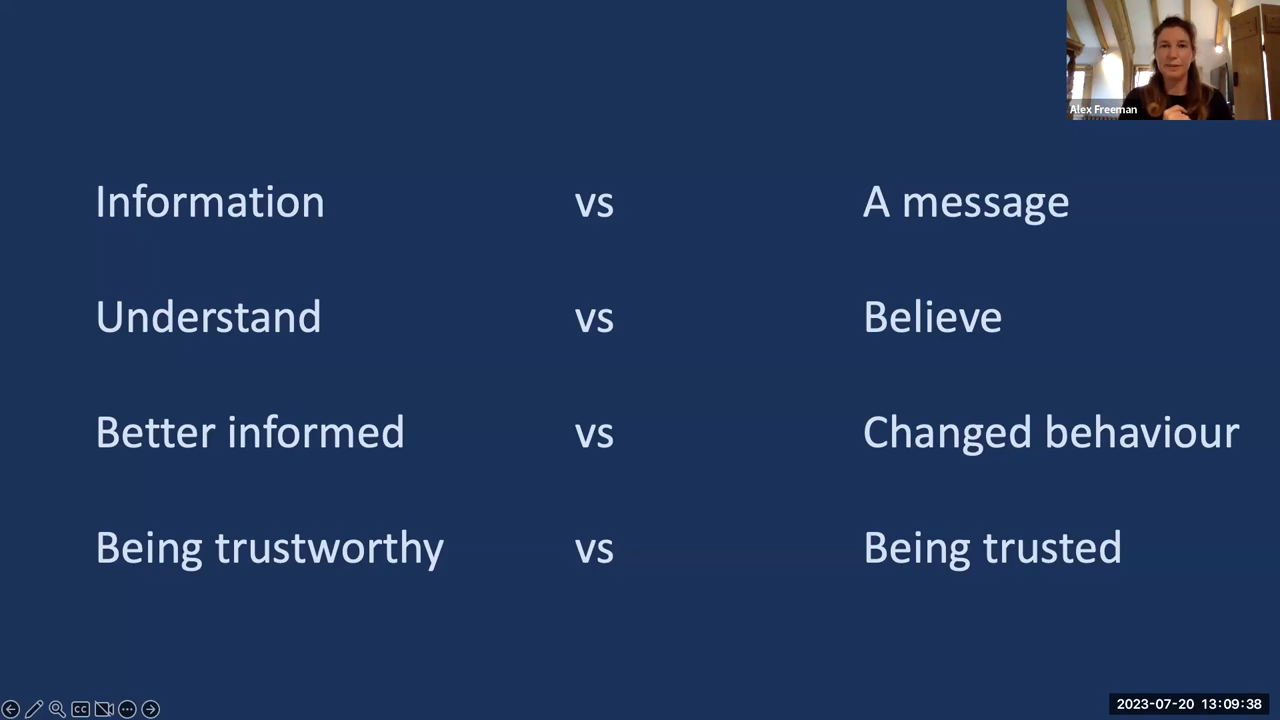 Alex Freeman
Information vs A message
Understand vs Believe
Better informed vs Changed behaviour
Being trustworthy vs Being trusted
CC
2023-07-20 13:09:38